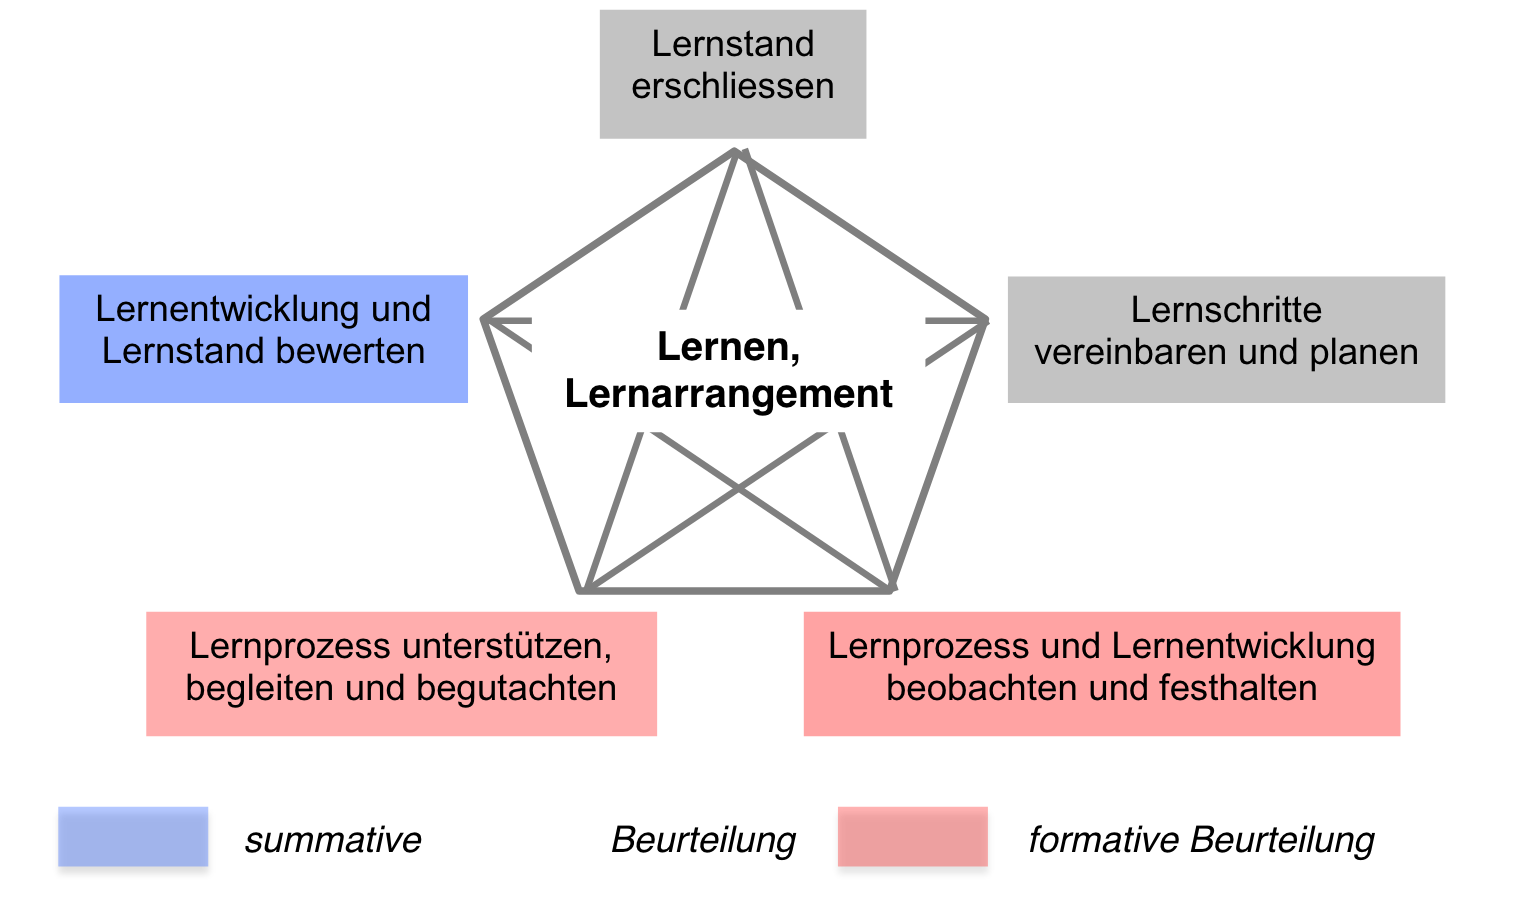 Lernstand
erschliessen
Lernentwicklung und
Lernstand bewerten
Lernschritte
vereinbaren und planen
Lernen,
Lernarrangement
Lernprozess unterstützen,
begleiten und begutachten
Lernprozess und Lernentwicklung
beobachten und festhalten
summative Beurteilung
formative Beurteilung